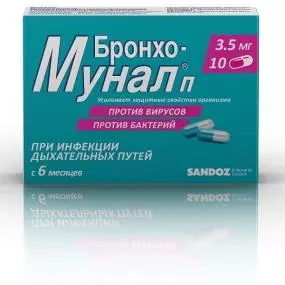 Бронхо-
Мунал® п
3.5 мг
10
Усиливает защитные свойства организма
ПРОТИВ ВИРУСОВ
ПРОТИВ БАКТЕРИЙ
ПРИ ИНФЕКЦИИ
ДЫХАТЕЛЬНЫХ ПУТЕЙ
с 6 месяцев
SANDOZ
a Novartis